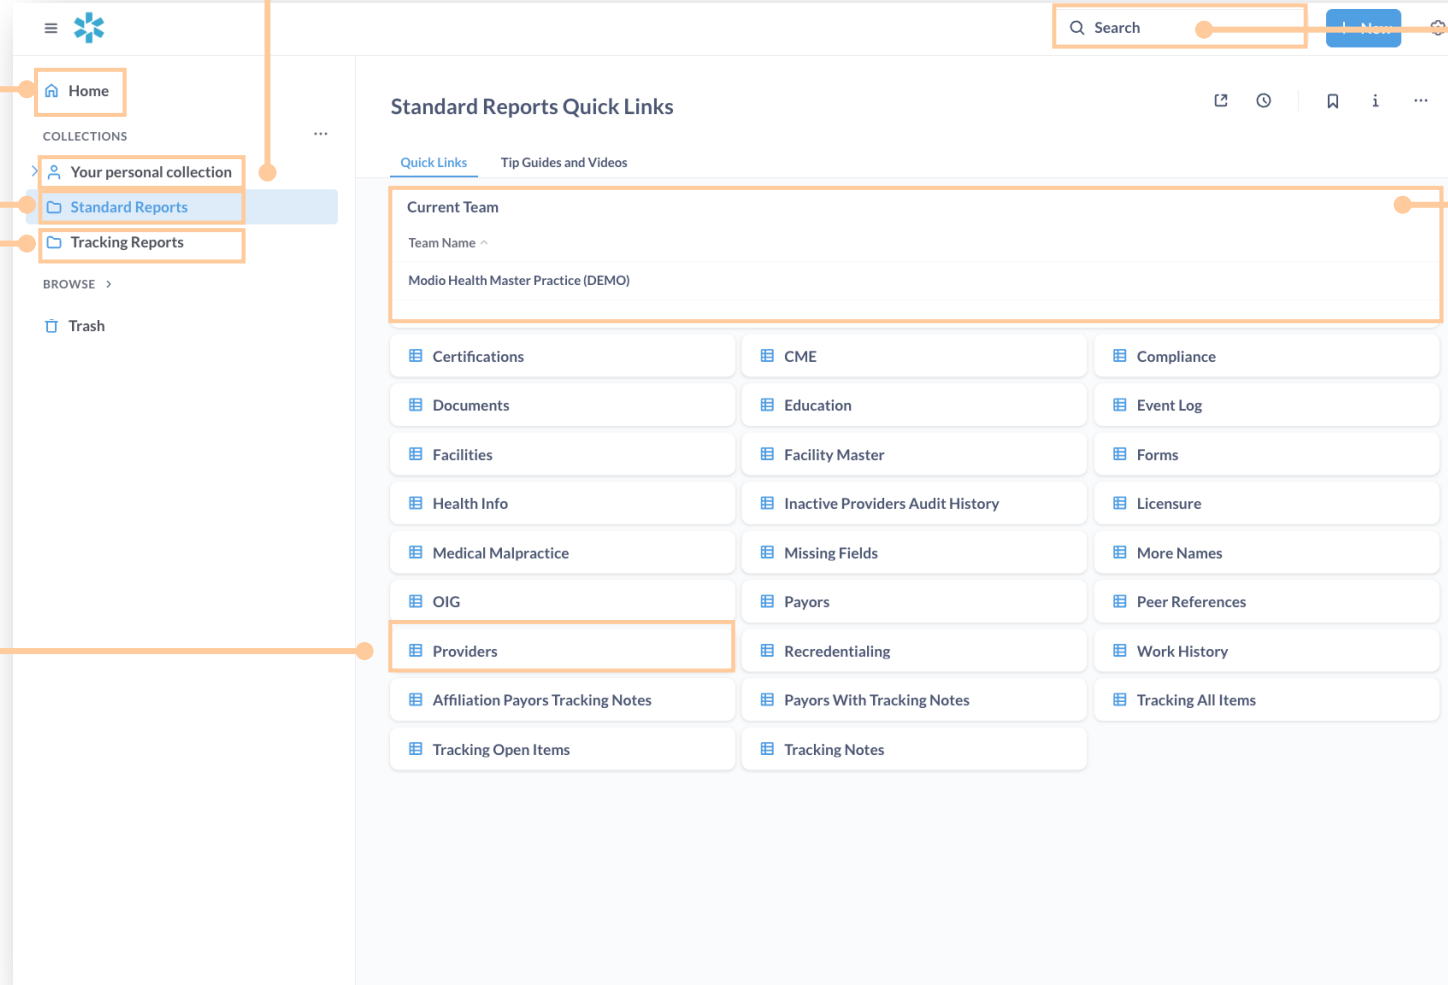 Search
+ New
Home
COLLECTIONS
Your personal collection
Standard Reports
Tracking Reports
BROWSE
Trash
Standard Reports Quick Links
Quick Links
Tip Guides and Videos
Current Team
Team Name
Modio Health Master Practice (DEMO)
Certifications
CME
Compliance
Documents
Education
Event Log
Facilities
Facility Master
Forms
Health Info
Inactive Providers Audit History
Licensure
Medical Malpractice
Missing Fields
More Names
OIG
Payors
Peer References
Providers
Recredentialing
Work History
Affiliation Payors Tracking Notes
Payors With Tracking Notes
Tracking All Items
Tracking Open Items
Tracking Notes